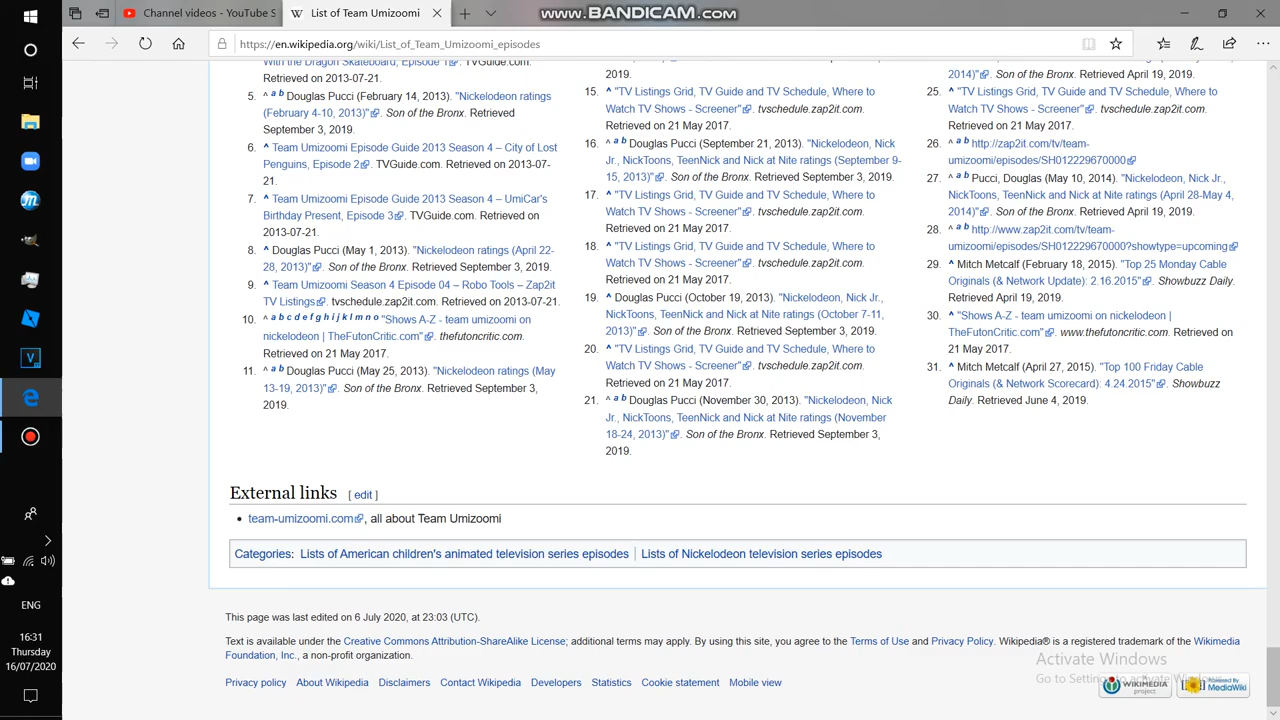 Channel videos - YouTube S
List of Team Umizoomi
www.BANDICAM.com
https://en.wikipedia.org/wiki/List_of_Team_Umizoomi_episodes
With the Dragon Skateboard, Episode 1". TVGuide.com.
Retrieved on 2013-07-21.
5. ^ a b Douglas Pucci (February 14, 2013). "Nickelodeon ratings
(February 4-10, 2013)". Son of the Bronx. Retrieved
September 3, 2019.
6. ^ Team Umizoomi Episode Guide 2013 Season 4 – City of Lost
Penguins, Episode 2. TVGuide.com. Retrieved on 2013-07-
21.
7. ^ Team Umizoomi Episode Guide 2013 Season 4 – UmiCar's
Birthday Present, Episode 3. TVGuide.com. Retrieved on
2013-07-21.
8. ^ Douglas Pucci (May 1, 2013). "Nickelodeon ratings (April 22-
28, 2013)". Son of the Bronx. Retrieved September 3, 2019.
9. ^ Team Umizoomi Season 4 Episode 04 – Robo Tools – Zap2it
TV Listings. tvschedule.zap2it.com. Retrieved on 2013-07-21.
10. ^ a b c d e f g h i j k l m n o "Shows A-Z - team umizoomi on
nickelodeon | TheFutonCritic.com". thefutoncritic.com.
Retrieved on 21 May 2017.
11. ^ a b Douglas Pucci (May 25, 2013). "Nickelodeon ratings (May
13-19, 2013)". Son of the Bronx. Retrieved September 3,
2019.
2019.
15. ^ "TV Listings Grid, TV Guide and TV Schedule, Where to
Watch TV Shows - Screener". tvschedule.zap2it.com.
Retrieved on 21 May 2017.
16. ^ a b Douglas Pucci (September 21, 2013). "Nickelodeon, Nick
Jr., NickToons, TeenNick and Nick at Nite ratings (September 9-
15, 2013)". Son of the Bronx. Retrieved September 3, 2019.
17. ^ "TV Listings Grid, TV Guide and TV Schedule, Where to
Watch TV Shows - Screener". tvschedule.zap2it.com.
Retrieved on 21 May 2017.
18. ^ "TV Listings Grid, TV Guide and TV Schedule, Where to
Watch TV Shows - Screener". tvschedule.zap2it.com.
Retrieved on 21 May 2017.
19. ^ Douglas Pucci (October 19, 2013). "Nickelodeon, Nick Jr.,
NickToons, TeenNick and Nick at Nite ratings (October 7-11,
2013)". Son of the Bronx. Retrieved September 3, 2019.
20. ^ "TV Listings Grid, TV Guide and TV Schedule, Where to
Watch TV Shows - Screener". tvschedule.zap2it.com.
Retrieved on 21 May 2017.
21. ^ a b Douglas Pucci (November 30, 2013). "Nickelodeon, Nick
Jr., NickToons, TeenNick and Nick at Nite ratings (November
18-24, 2013)". Son of the Bronx. Retrieved September 3,
2019.
2014)". Son of the Bronx. Retrieved April 19, 2019.
25. ^ "TV Listings Grid, TV Guide and TV Schedule, Where to
Watch TV Shows - Screener". tvschedule.zap2it.com.
Retrieved on 21 May 2017.
26. ^ a b http://zap2it.com/tv/team-
umizoomi/episodes/SH012229670000
27. ^ a b Pucci, Douglas (May 10, 2014). "Nickelodeon, Nick Jr.,
NickToons, TeenNick and Nick at Nite ratings (April 28-May 4,
2014)". Son of the Bronx. Retrieved April 19, 2019.
28. ^ a b http://www.zap2it.com/tv/team-
umizoomi/episodes/SH012229670000?showtype=upcoming
29. ^ Mitch Metcalf (February 18, 2015). "Top 25 Monday Cable
Originals (& Network Update): 2.16.2015". Showbuzz Daily.
Retrieved April 19, 2019.
30. ^ "Shows A-Z - team umizoomi on nickelodeon |
TheFutonCritic.com". www.thefutoncritic.com. Retrieved on
21 May 2017.
31. ^ Mitch Metcalf (April 27, 2015). "Top 100 Friday Cable
Originals (& Network Scorecard): 4.24.2015". Showbuzz
Daily. Retrieved June 4, 2019.
External links [ edit ]
• team-umizoomi.com, all about Team Umizoomi
Categories: Lists of American children's animated television series episodes | Lists of Nickelodeon television series episodes
This page was last edited on 6 July 2020, at 23:03 (UTC).
Text is available under the Creative Commons Attribution-ShareAlike License; additional terms may apply. By using this site, you agree to the Terms of Use and Privacy Policy. Wikipedia® is a registered trademark of the Wikimedia
Foundation, Inc., a non-profit organization.
Privacy policy About Wikipedia Disclaimers Contact Wikipedia Developers Statistics Cookie statement Mobile view
Activate Windows
Go to Settings to activate Windows.
WIKIMEDIA
project
Powered By
MediaWiki
ENG
16:31
Thursday
16/07/2020